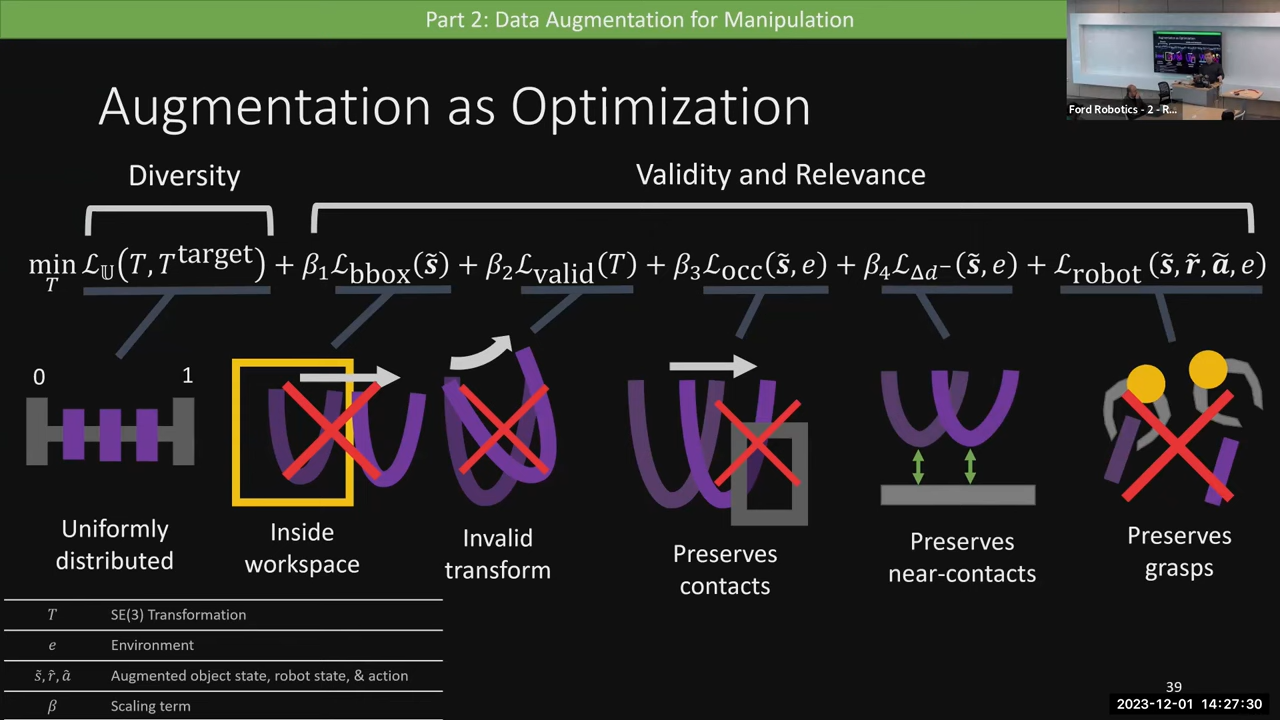 Part 2: Data Augmentation for Manipulation
Ford Robotics - 2 - R...
Augmentation as Optimization
Diversity
Validity and Relevance
min_T ℒ_𝕌(T, T^target) + β₁ℒ_bbox(s̃) + β₂ℒ_valid(T) + β₃ℒ_occ(s̃, e) + β₄ℒ_Δd⁻(s̃, e) + ℒ_robot(s̃, r̃, ã, e)
0 1
Uniformly
distributed
Inside
workspace
Invalid
transform
Preserves
contacts
Preserves
near-contacts
Preserves
grasps
T SE(3) Transformation
e Environment
s̃, r̃, ã Augmented object state, robot state, & action
β Scaling term
39
2023-12-01 14:27:30